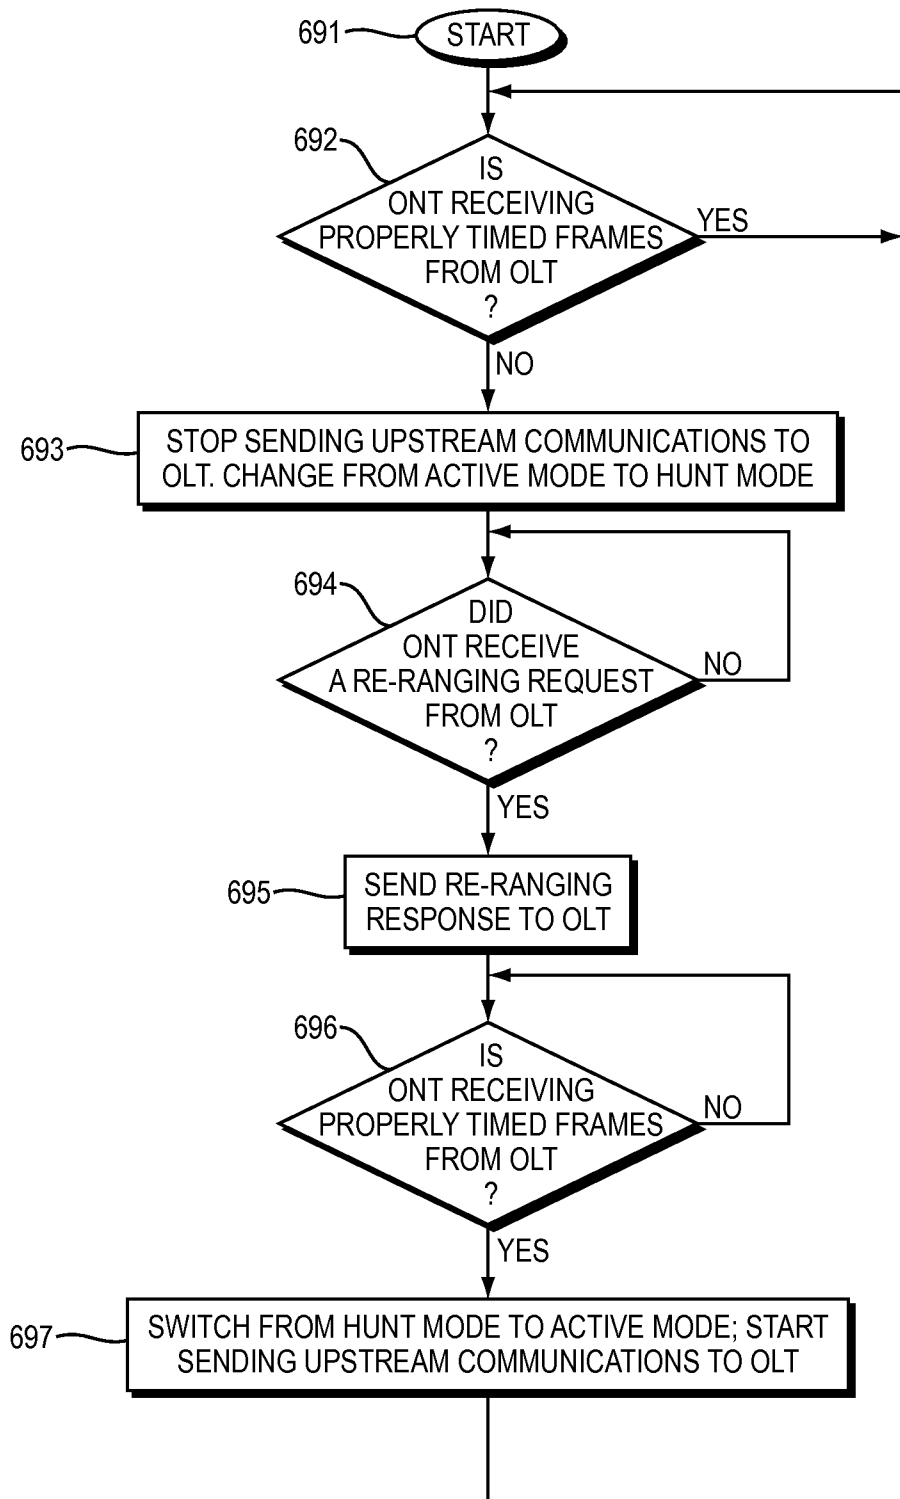 691
START
692
IS
ONT RECEIVING
PROPERLY TIMED FRAMES
FROM OLT
?
YES
NO
693
STOP SENDING UPSTREAM COMMUNICATIONS TO
OLT. CHANGE FROM ACTIVE MODE TO HUNT MODE
694
DID
ONT RECEIVE
A RE-RANGING REQUEST
FROM OLT
?
NO
YES
695
SEND RE-RANGING
RESPONSE TO OLT
696
IS
ONT RECEIVING
PROPERLY TIMED FRAMES
FROM OLT
?
NO
YES
697
SWITCH FROM HUNT MODE TO ACTIVE MODE; START
SENDING UPSTREAM COMMUNICATIONS TO OLT